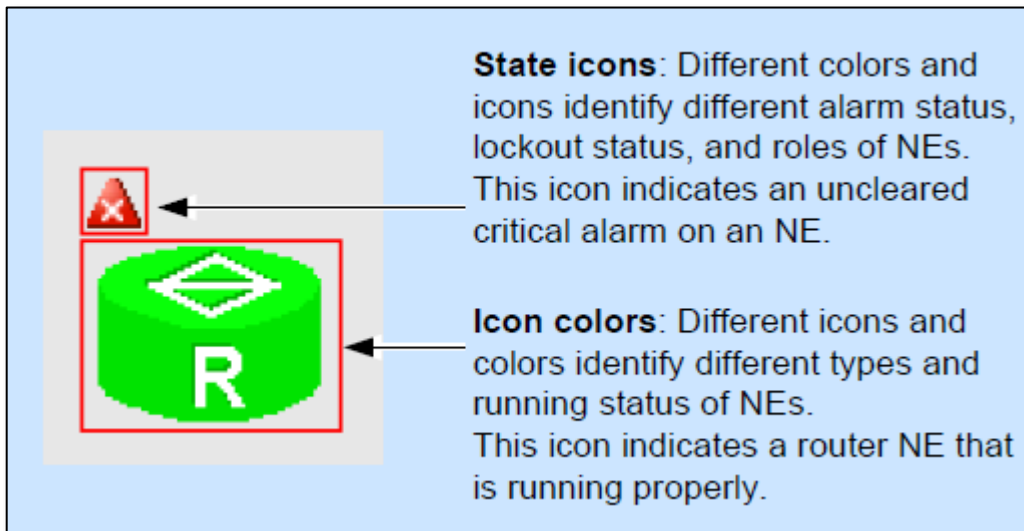 State icons: Different colors and
icons identify different alarm status,
lockout status, and roles of NEs.
This icon indicates an uncleared
critical alarm on an NE.
Icon colors: Different icons and
colors identify different types and
running status of NEs.
This icon indicates a router NE that
is running properly.
R